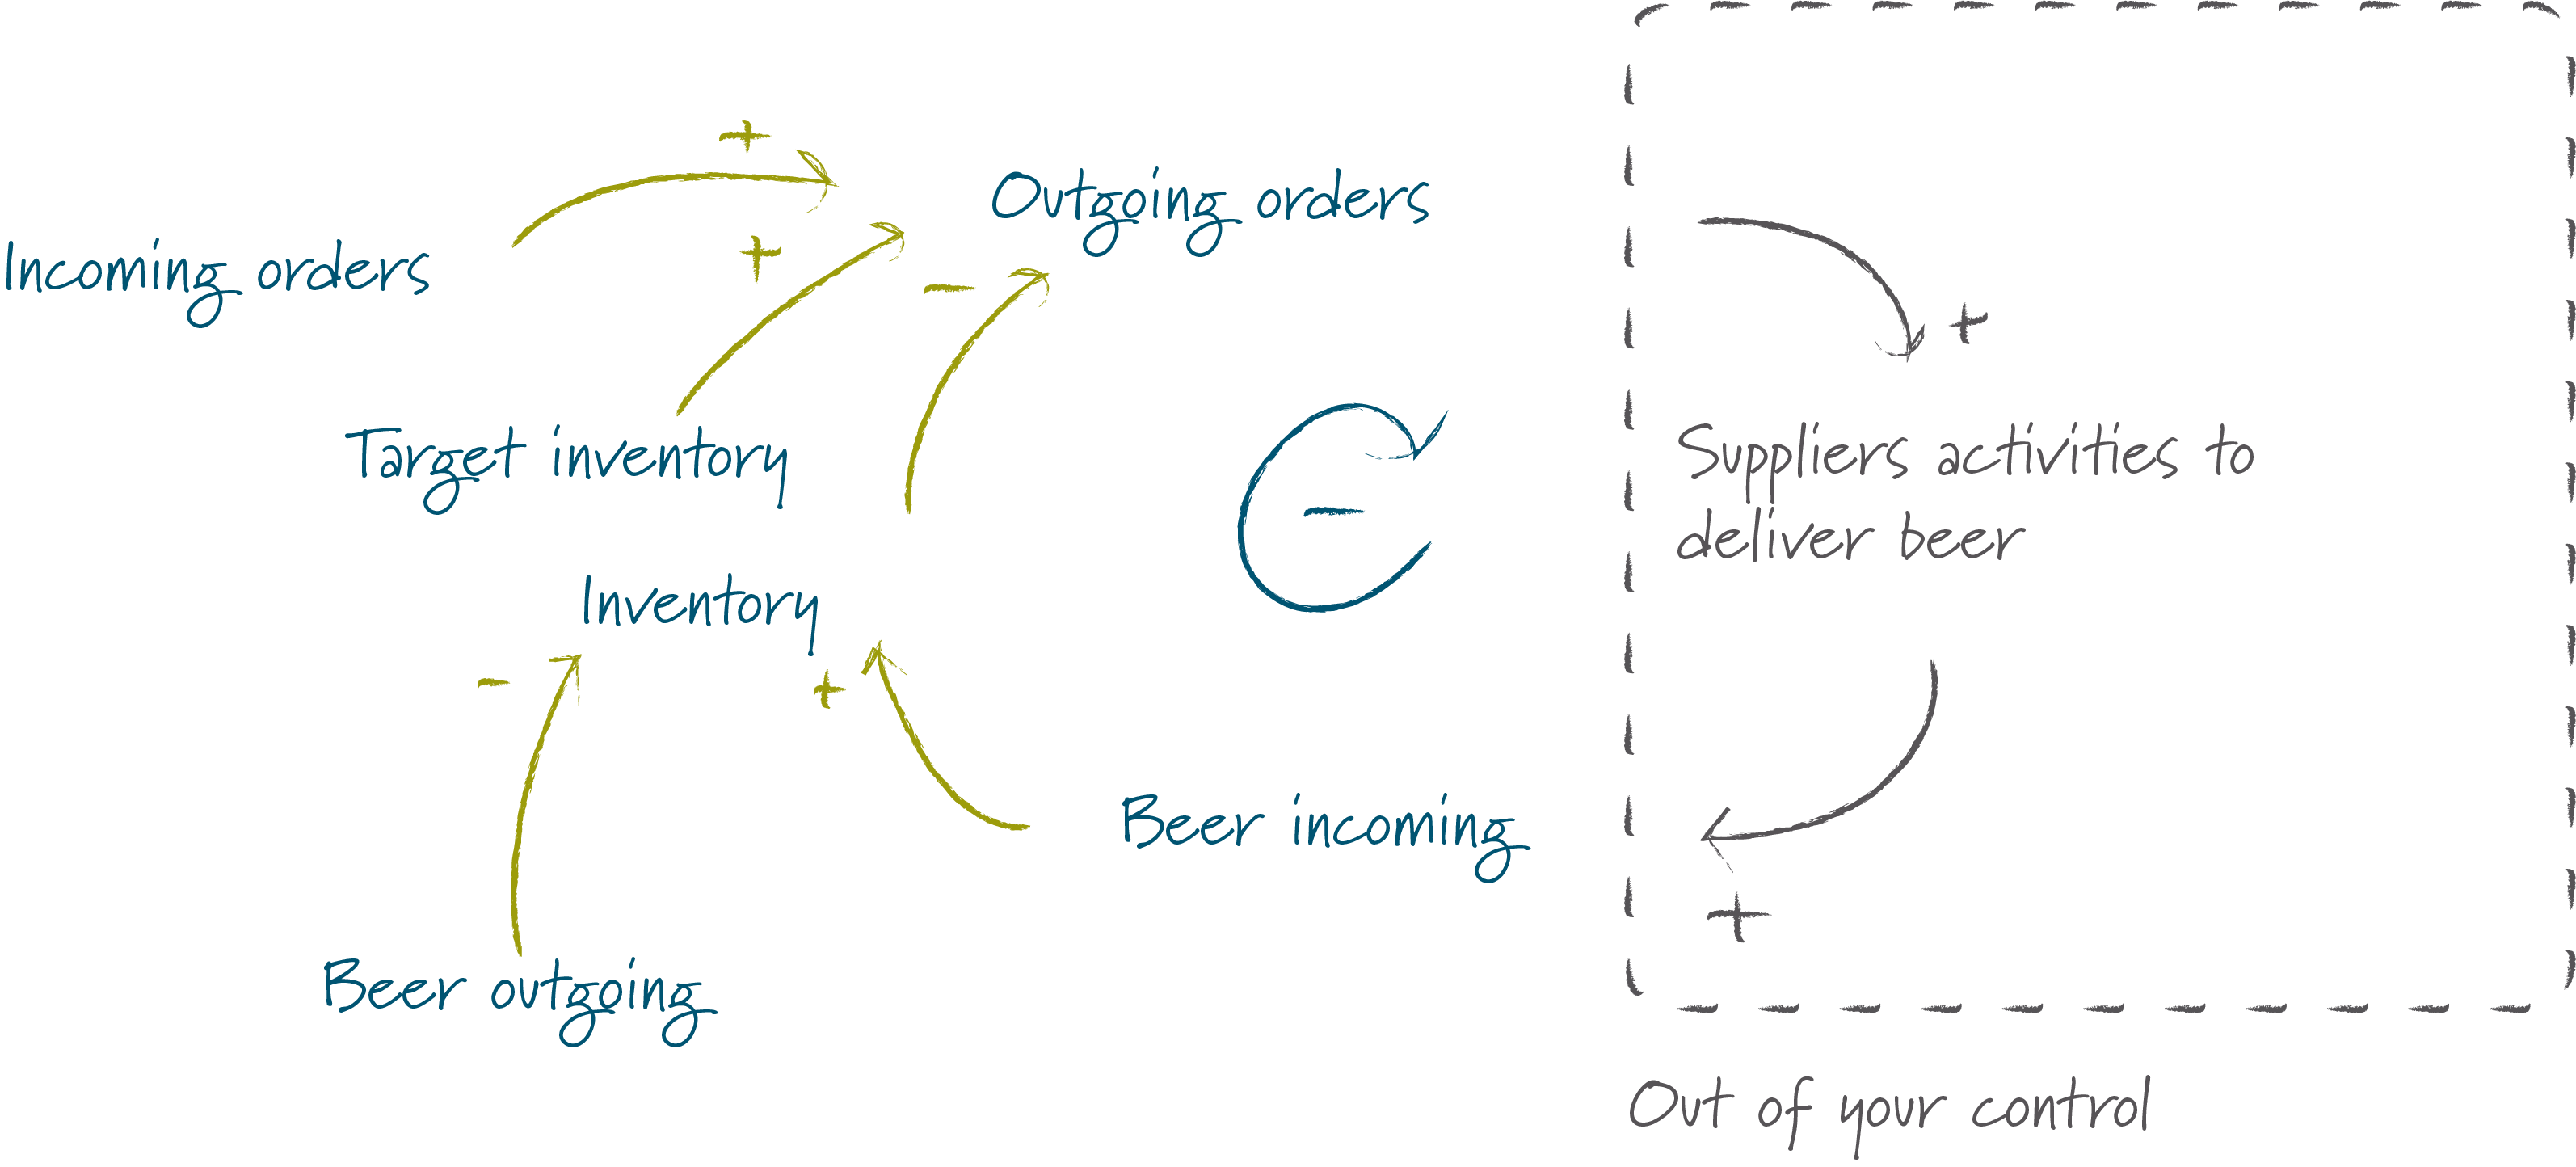 +
Outgoing orders
Incoming orders
+
-
+
Target inventory
Suppliers activities to
deliver beer
-
Inventory
-
+
Beer incoming
+
Beer outgoing
Out of your control